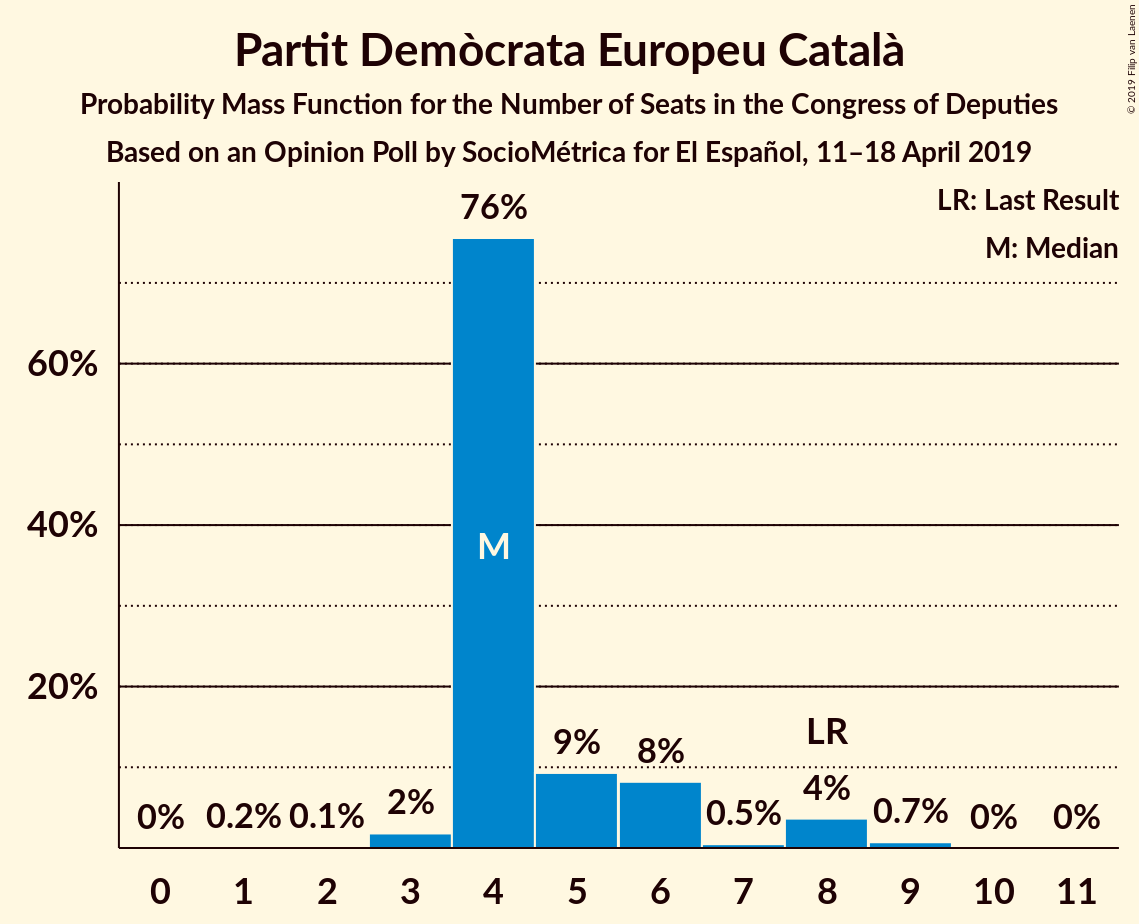 Partit Demòcrata Europeu Català
Probability Mass Function for the Number of Seats in the Congress of Deputies
Based on an Opinion Poll by SocioMétrica for El Español, 11–18 April 2019
© 2019 Filip van Laenen
LR: Last Result
M: Median
76%
60%
40%
M
20%
LR
0% 0.2% 0.1% 2% 9% 8% 0.5% 4% 0.7% 0% 0%
0 1 2 3 4 5 6 7 8 9 10 11